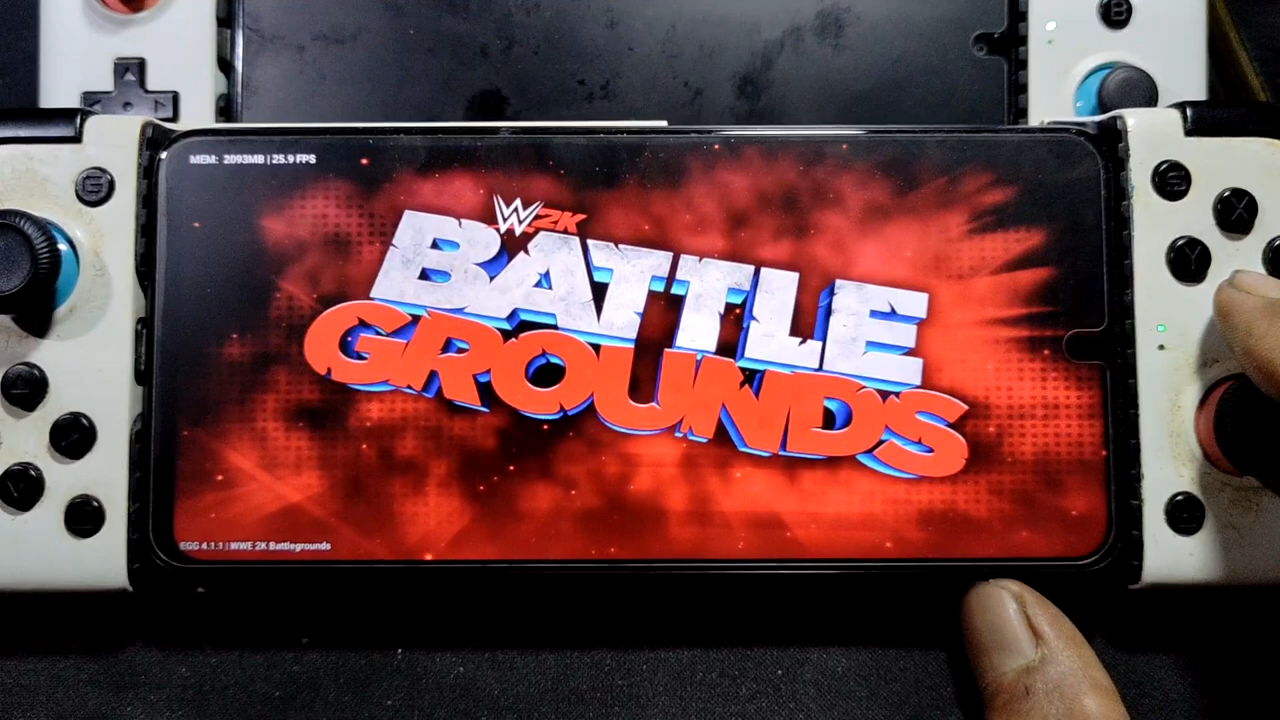 B
MEM: 2093MB | 25.9 FPS
G
S
X
Y
W 2K
BATTLE
GROUNDS
EGG 4.1.1 | WWE 2K Battlegrounds